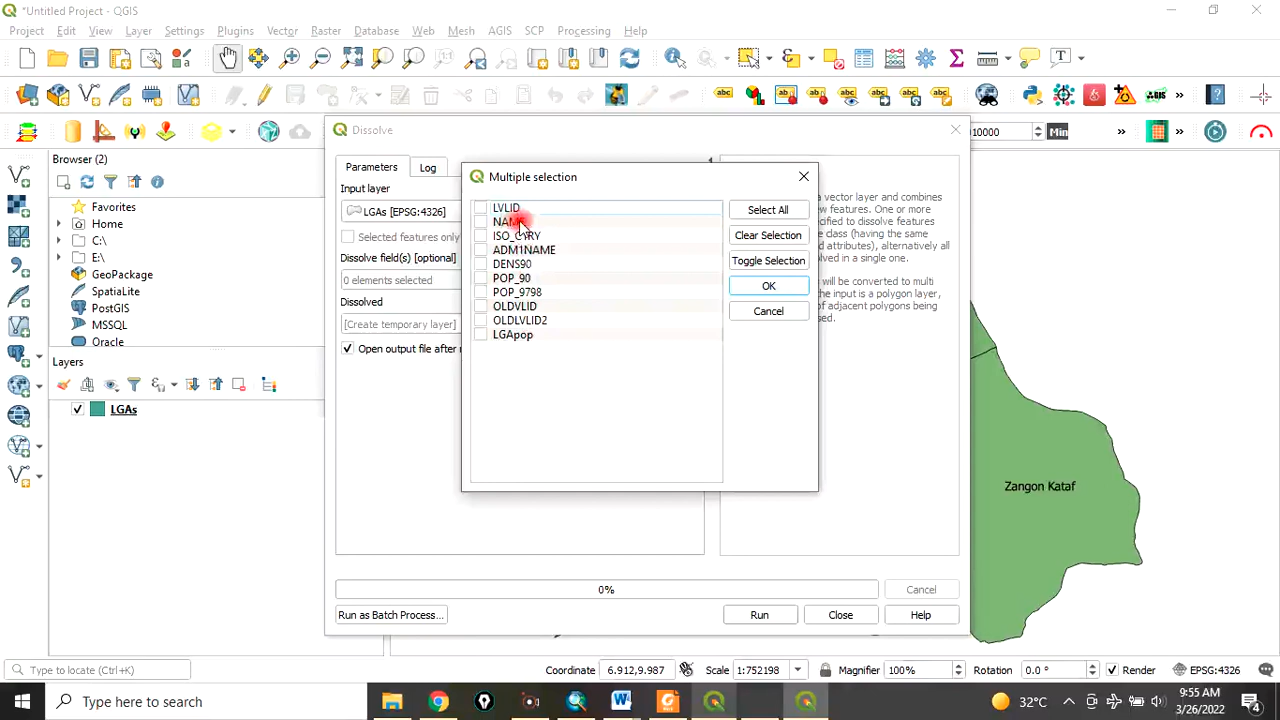 *Untitled Project - QGIS
Project Edit View Layer Settings Plugins Vector Raster Database Web Mesh AGIS SCP Processing Help
10000 Min
Browser (2)
Favorites
Home
C:\
E:\
GeoPackage
SpatiaLite
PostGIS
MSSQL
Oracle
Layers
LGAs
Dissolve
Parameters Log
Input layer
LGAs [EPSG:4326]
Selected features only
Dissolve field(s) [optional]
0 elements selected
Dissolved
[Create temporary layer]
Open output file after
Multiple selection
LVLID
NAME
ISO_CTRY
ADM1NAME
DENS90
POP_90
POP_9798
OLDVLID
OLDLVLID2
LGApop
Select All
Clear Selection
Toggle Selection
OK
Cancel
a vector layer and combines
ew features. One or more
ecified to dissolve features
e class (having the same
d attributes), alternatively all
olved in a single one.
will be converted to multi
the input is a polygon layer,
of adjacent polygons being
sed.
Zangon Kataf
0% Cancel
Run as Batch Process... Run Close Help
Type to locate (Ctrl+K) Coordinate 6.912,9.987 Scale 1:752198 Magnifier 100% Rotation 0.0 ° Render EPSG:4326
Type here to search
32°C
9:55 AM
3/26/2022